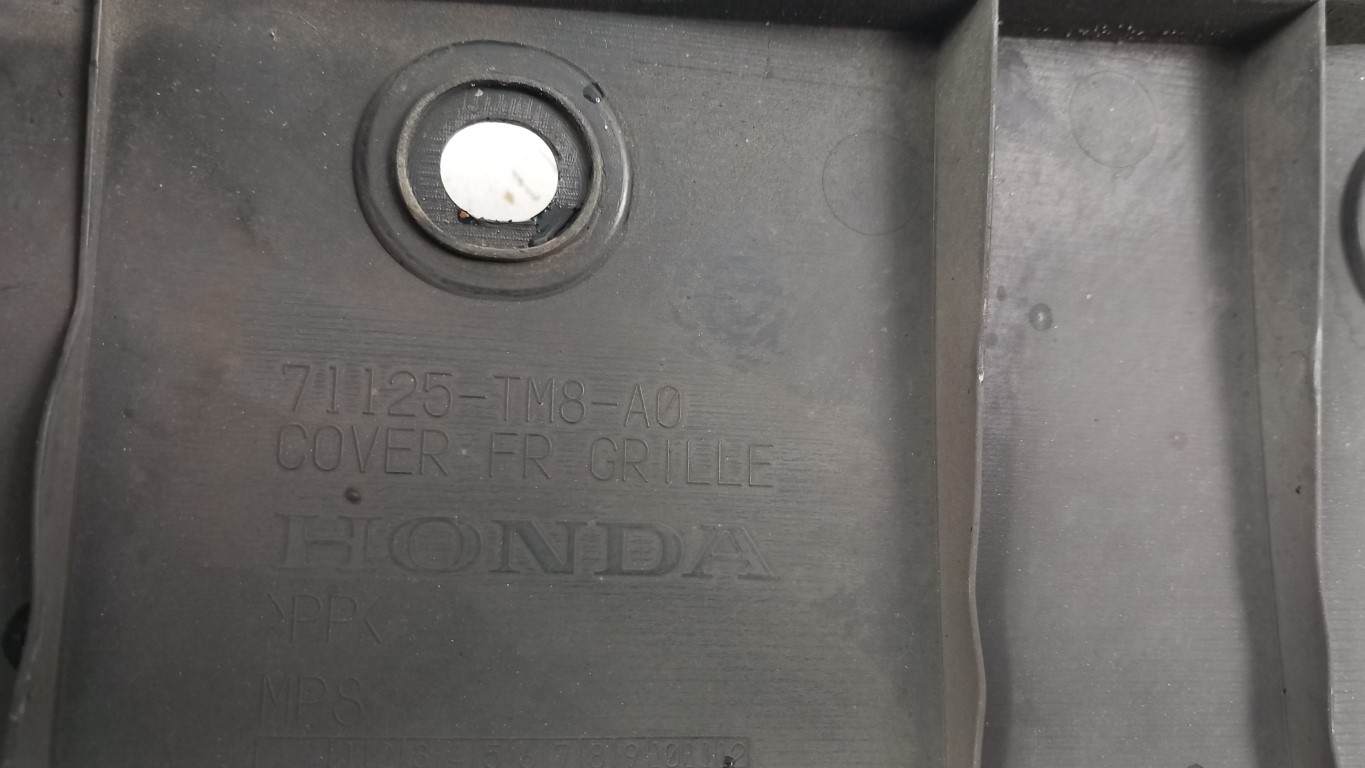 71125-TM8-A0
COVER FR GRILLE
HONDA
>PP<
MPS